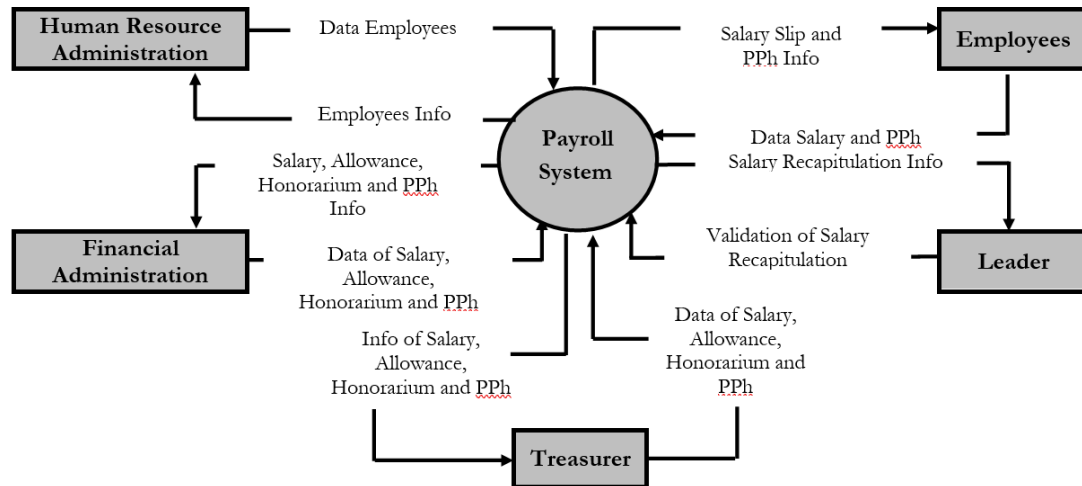 Human Resource
Administration
Data Employees
Salary Slip and
PPh Info
Employees
Employees Info
Payroll
System
Data Salary and PPh
Salary Recapitulation Info
Salary, Allowance,
Honorarium and PPh
Info
Financial
Administration
Data of Salary,
Allowance,
Honorarium and PPh
Validation of Salary
Recapitulation
Leader
Info of Salary,
Allowance,
Honorarium and PPh
Data of Salary,
Allowance,
Honorarium and
PPh
Treasurer